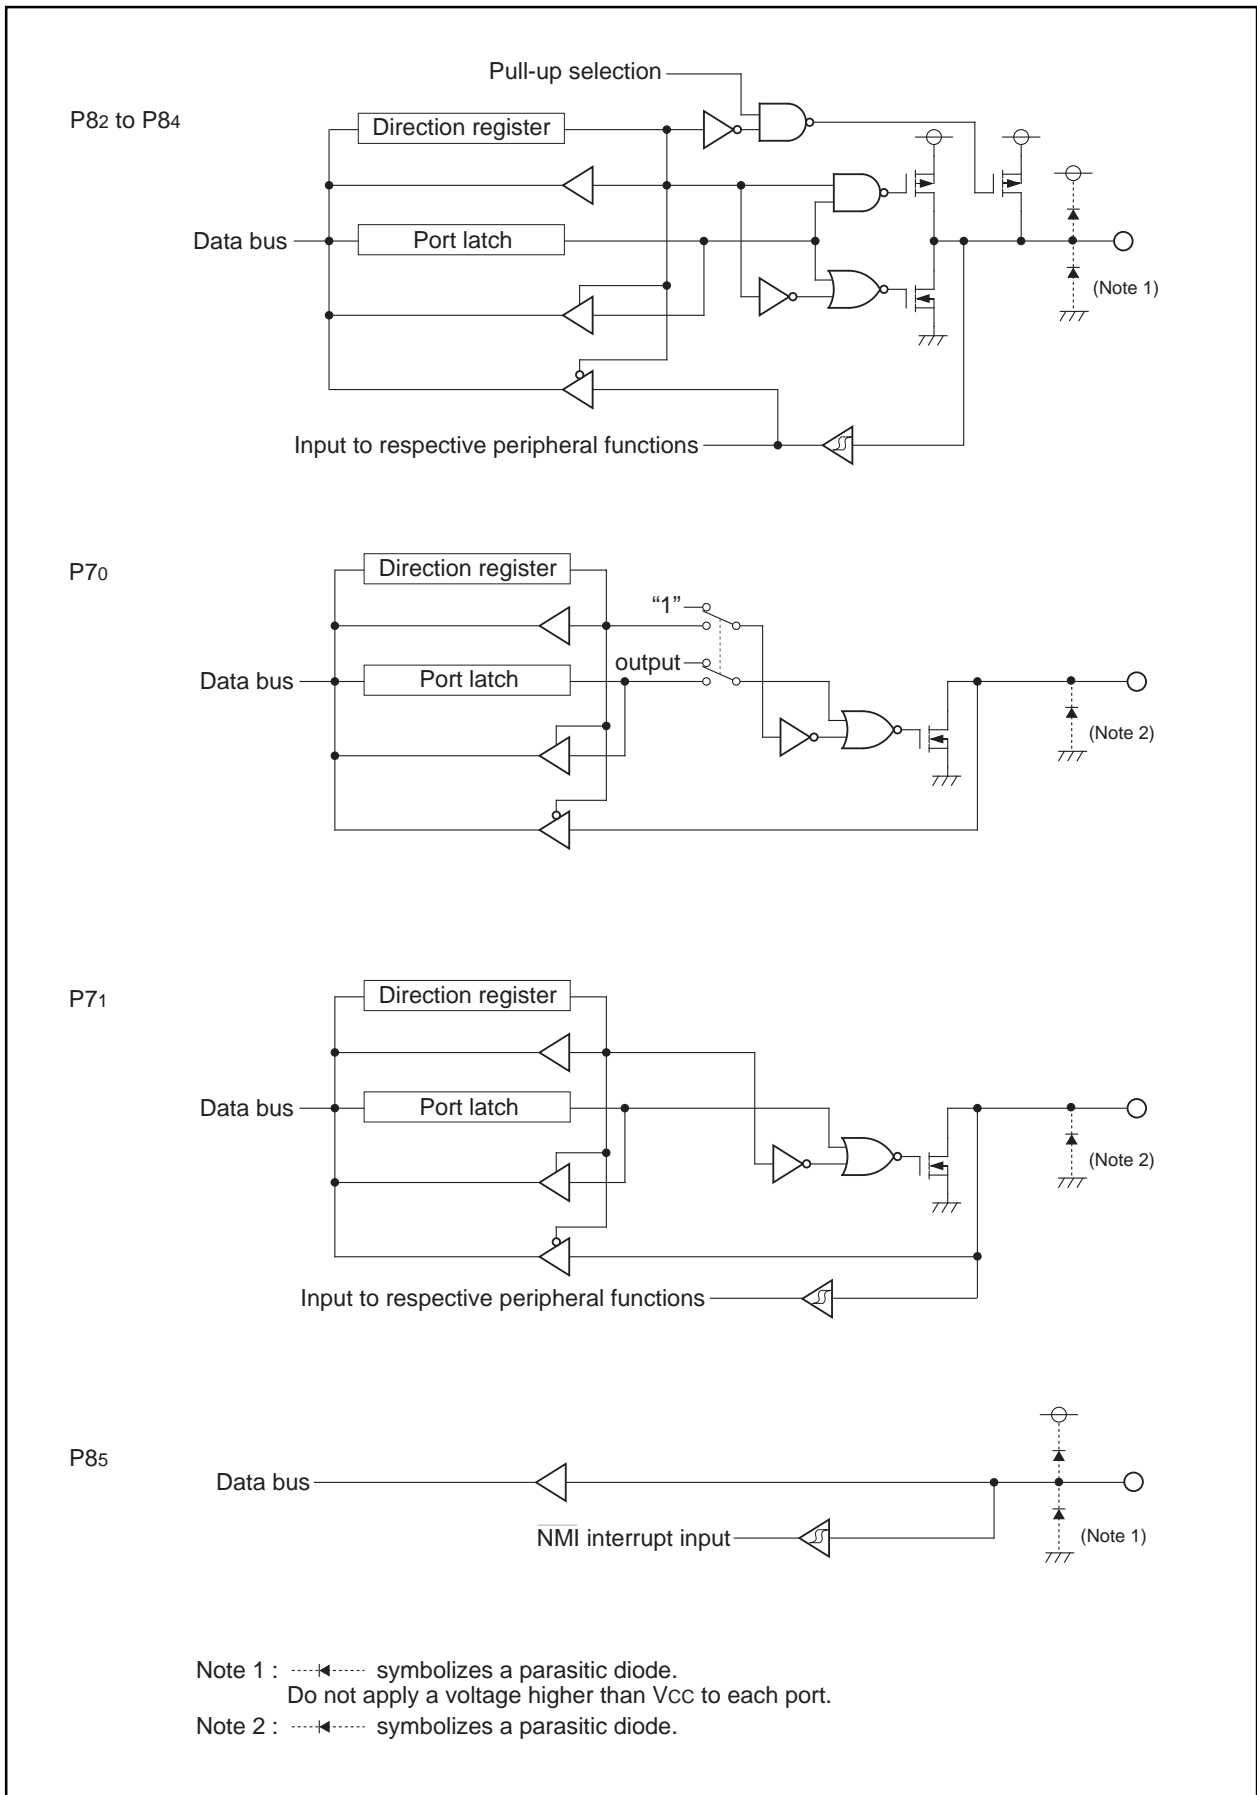 Pull-up selection
P82 to P84
Direction register
Data bus
Port latch
(Note 1)
Input to respective peripheral functions
P70
Direction register
“1”
output
Data bus
Port latch
(Note 2)
P71
Direction register
Data bus
Port latch
(Note 2)
Input to respective peripheral functions
P85
Data bus
NMI interrupt input
(Note 1)
Note 1 : symbolizes a parasitic diode.
Do not apply a voltage higher than VCC to each port.
Note 2 : symbolizes a parasitic diode.